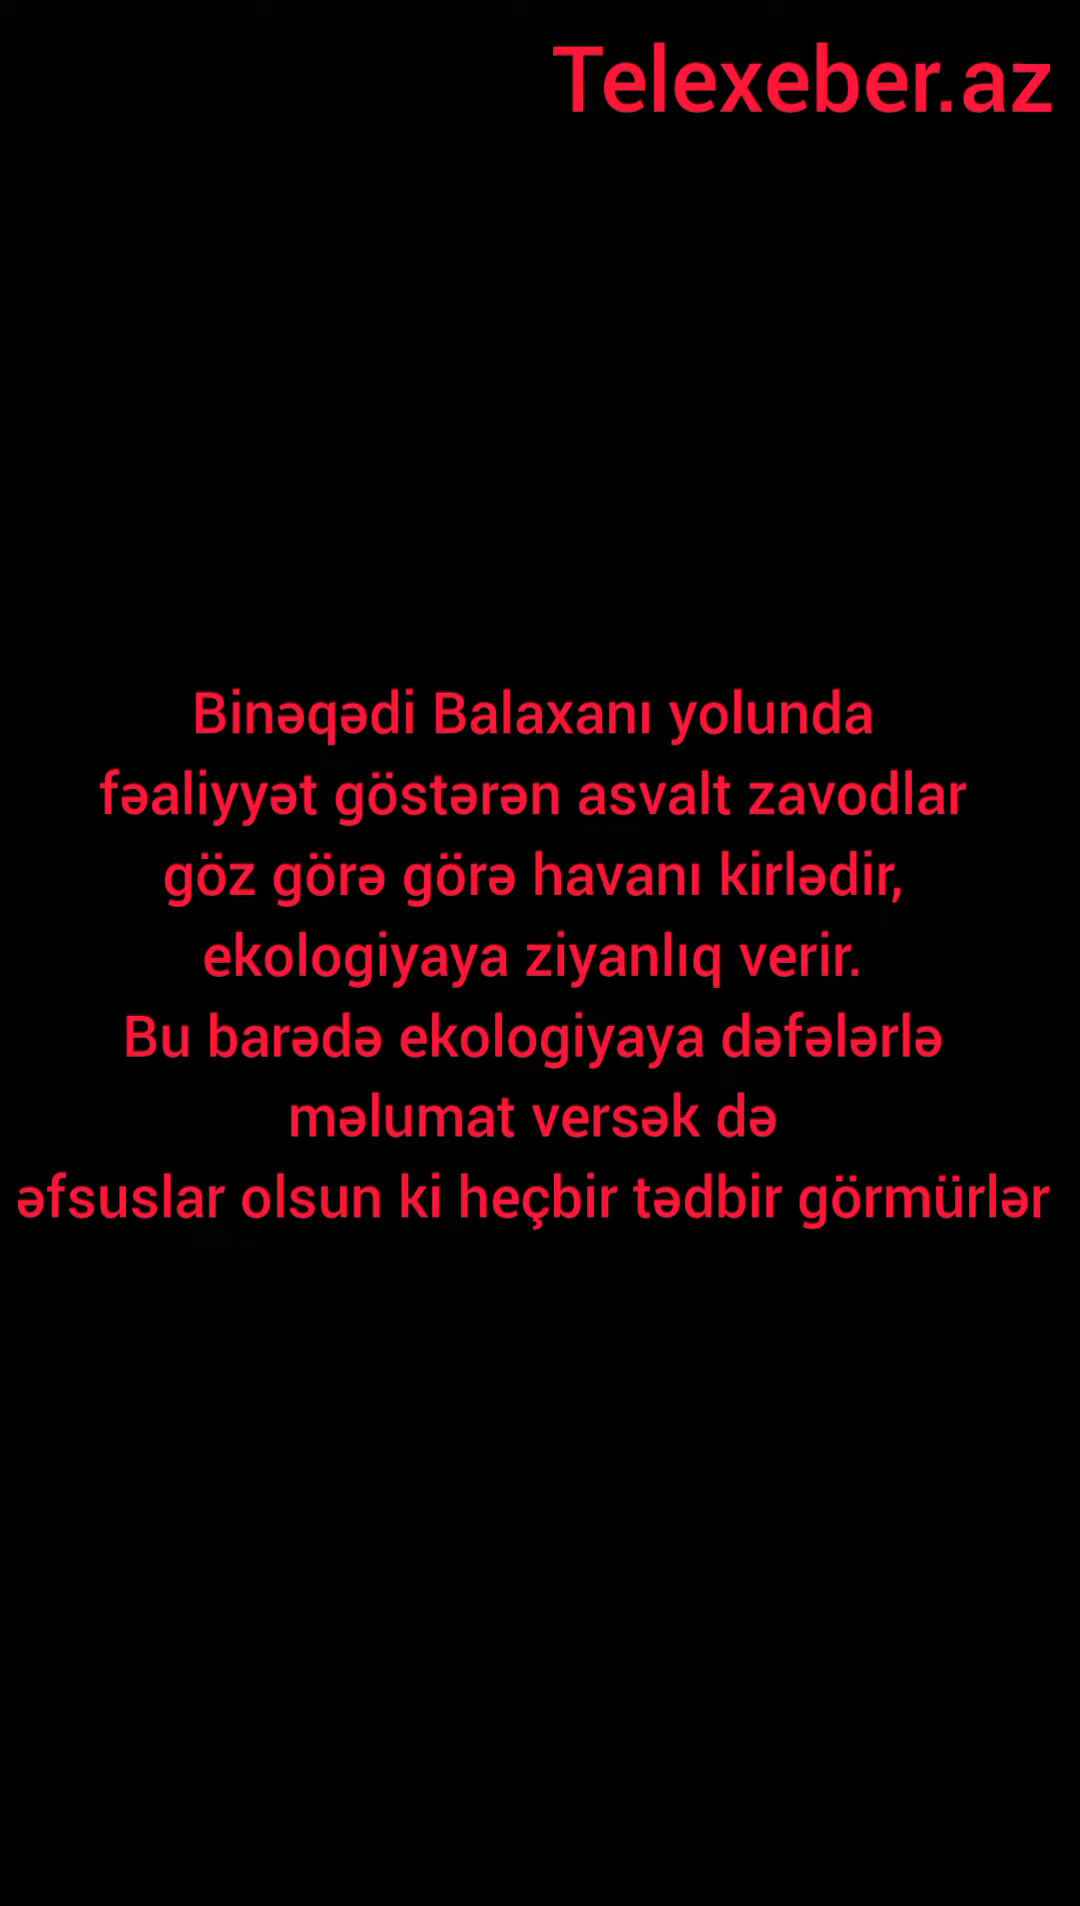 Telexeber.az
Binəqədi Balaxanı yolunda
fəaliyyət göstərən asvalt zavodlar
göz görə görə havanı kirlədir,
ekologiyaya ziyanlıq verir.
Bu barədə ekologiyaya dəfələrlə
məlumat versək də
əfsuslar olsun ki heçbir tədbir görmürlər